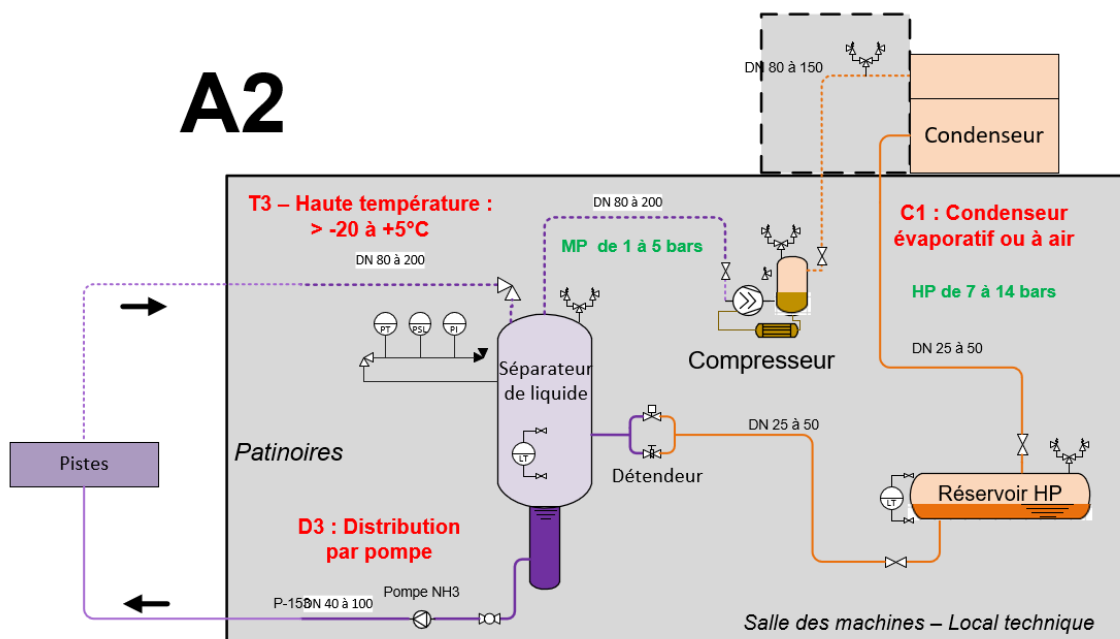 A2
DN 80 à 150
Condenseur
T3 – Haute température :
> -20 à +5°C
DN 80 à 200
DN 80 à 200
MP  de 1 à 5 bars
C1 : Condenseur
évaporatif ou à air
HP de 7 à 14 bars
PT
PSL
PI
Compresseur
DN 25 à 50
Séparateur
de liquide
DN 25 à 50
Patinoires
Pistes
LT
Détendeur
Réservoir HP
LT
D3 : Distribution
par pompe
Pompe NH3
DN 40 à 100
Salle des machines – Local technique